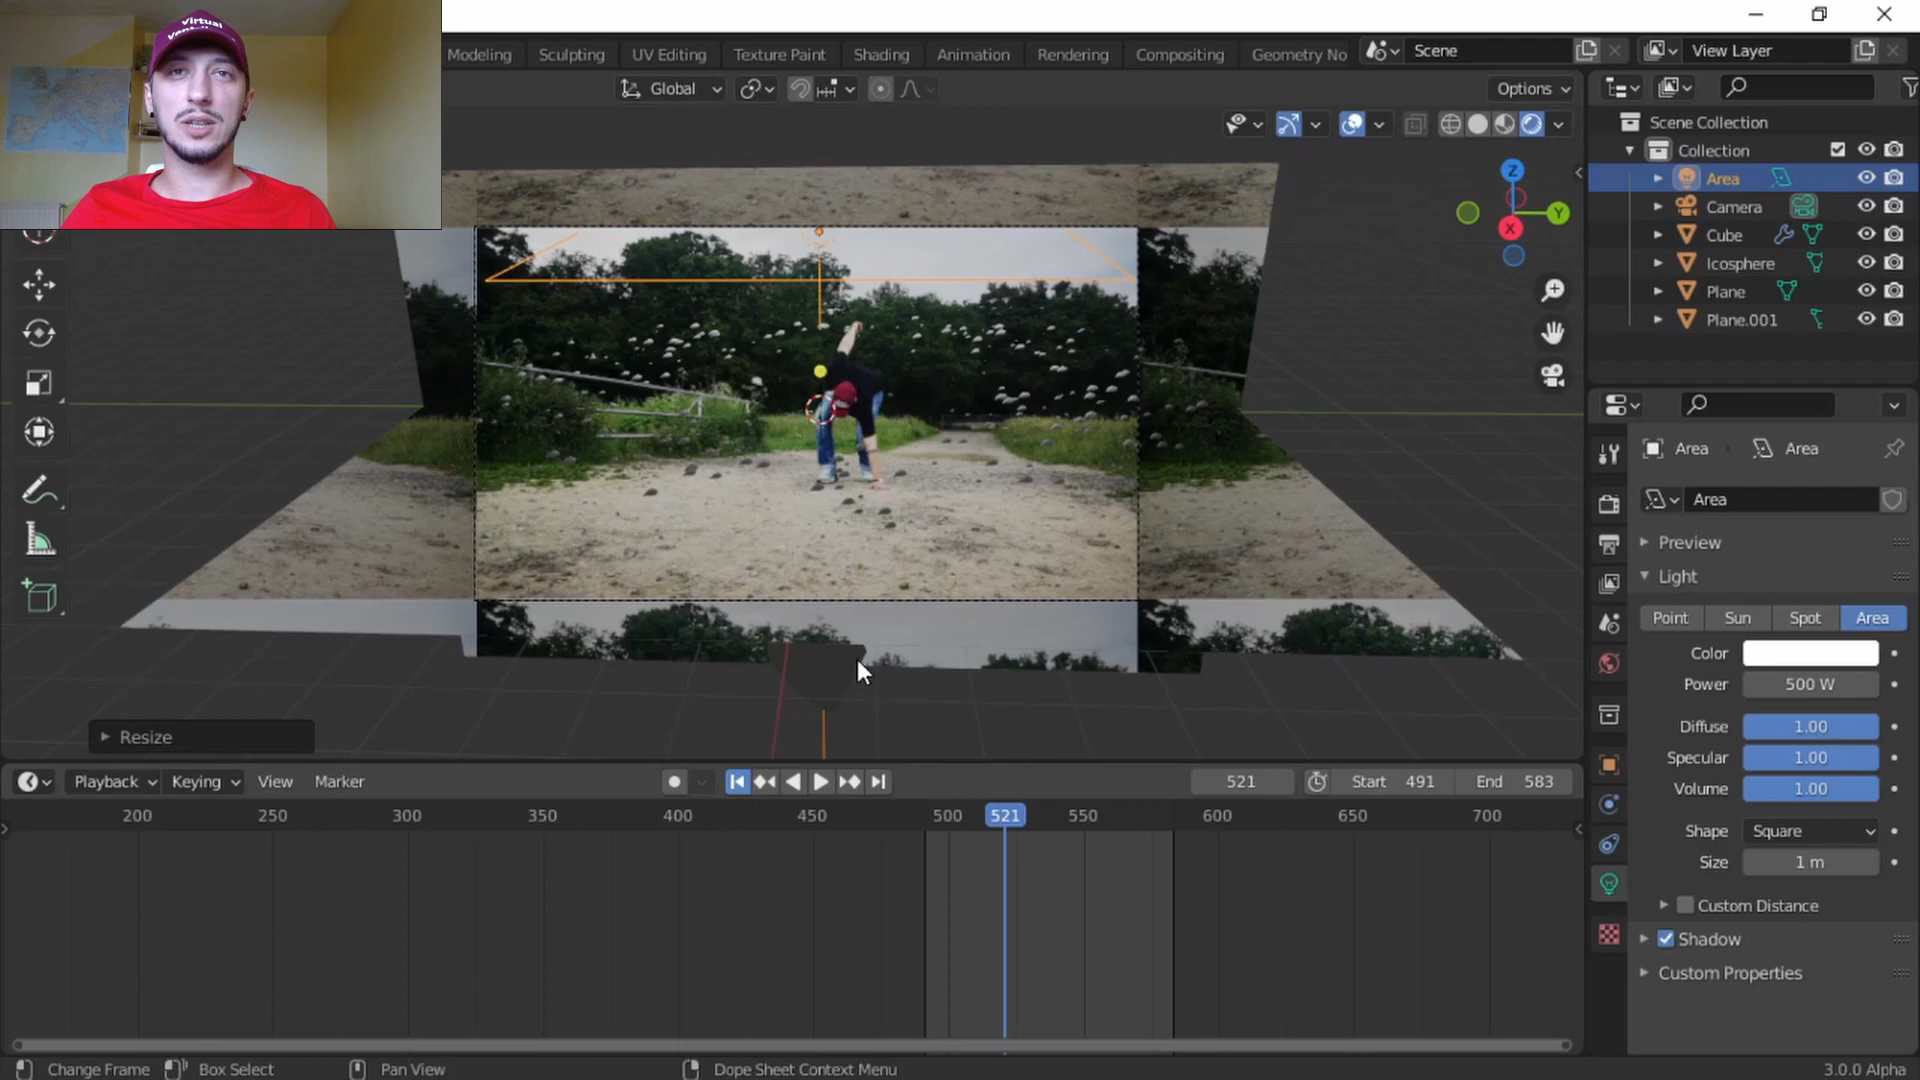 Virtual
Modeling Sculpting UV Editing Texture Paint Shading Animation Rendering Compositing Geometry No Scene View Layer
Global Options
Scene Collection
Collection
Area
Camera
Cube
Icosphere
Plane
Plane.001
Z
Y
X
Area Area
Area
Preview
Light
Point Sun Spot Area
Color
Power 500 W
Diffuse 1.00
Specular 1.00
Volume 1.00
Shape Square
Size 1 m
Custom Distance
Shadow
Custom Properties
Resize
Playback Keying View Marker 521 Start 491 End 583
200 250 300 350 400 450 500 521 550 600 650 700
Change Frame Box Select Pan View Dope Sheet Context Menu 3.0.0 Alpha